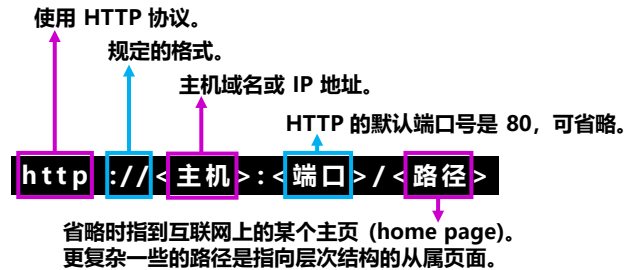 使用 HTTP 协议。
规定的格式。
主机域名或 IP 地址。
HTTP 的默认端口号是 80，可省略。
http://<主机>:<端口>/<路径>
省略时指到互联网上的某个主页 (home page)。
更复杂一些的路径是指向层次结构的从属页面。